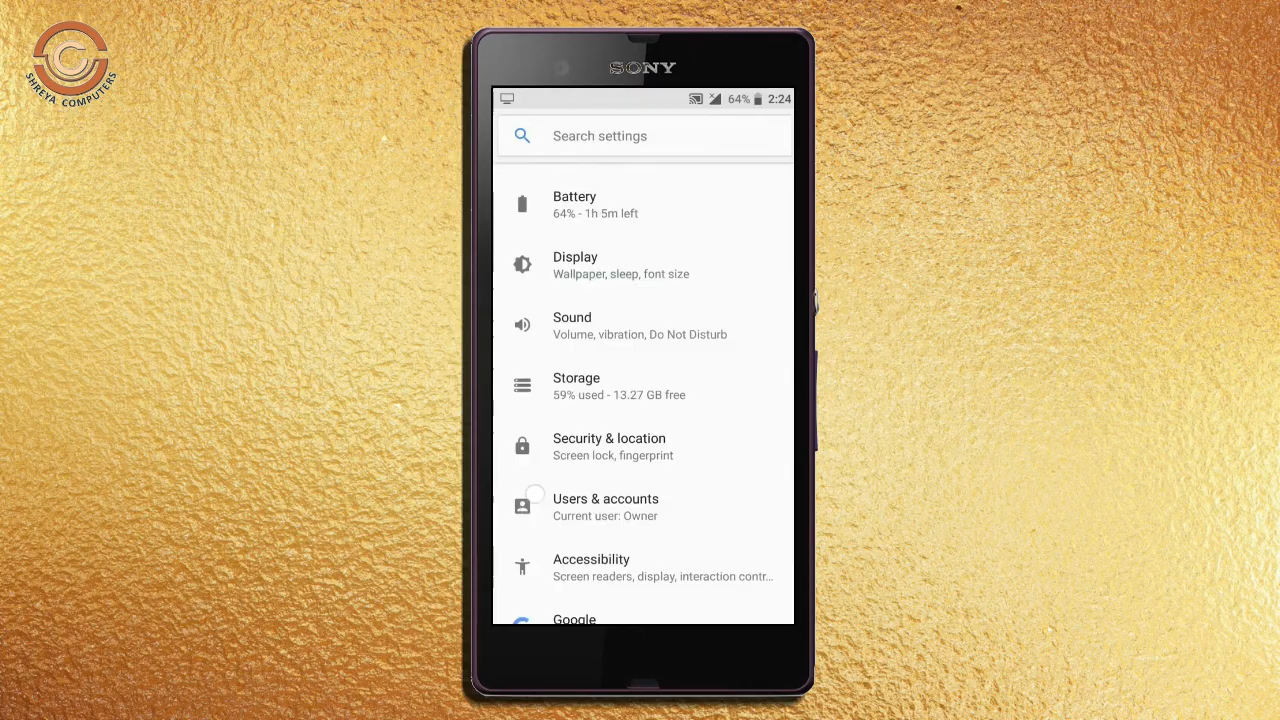 SHREYA COMPUTERS
SONY
64% 2:24
Search settings
Battery
64% - 1h 5m left
Display
Wallpaper, sleep, font size
Sound
Volume, vibration, Do Not Disturb
Storage
59% used - 13.27 GB free
Security & location
Screen lock, fingerprint
Users & accounts
Current user: Owner
Accessibility
Screen readers, display, interaction contr...
Google